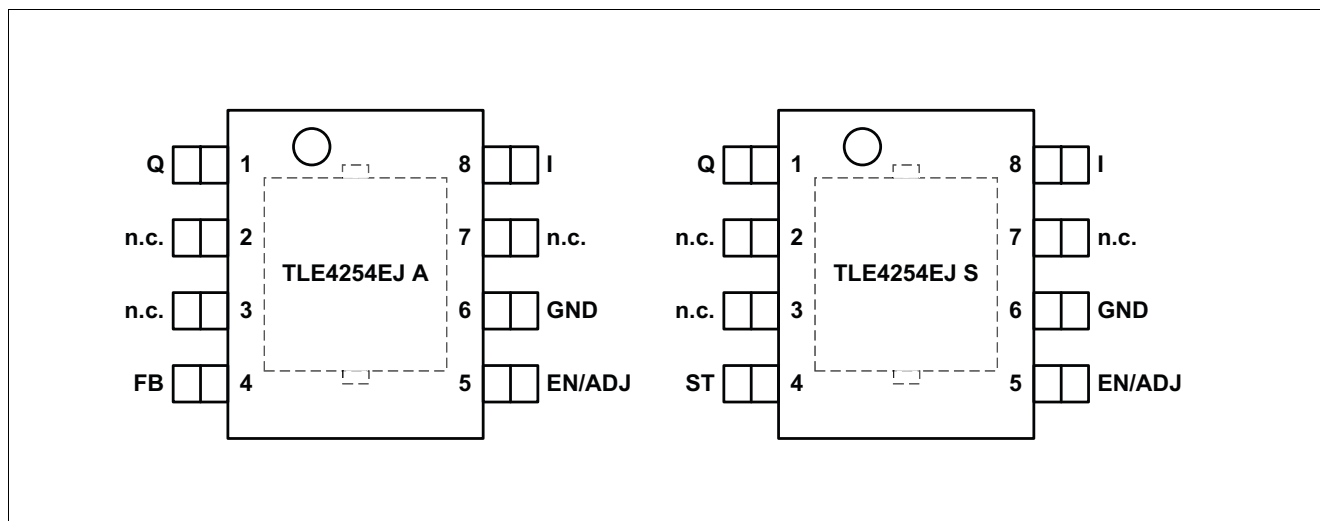 Q 1 8 I Q 1 8 I
n.c. 2 7 n.c. n.c. 2 7 n.c.
TLE4254EJ A TLE4254EJ S
n.c. 3 6 GND n.c. 3 6 GND
FB 4 5 EN/ADJ ST 4 5 EN/ADJ